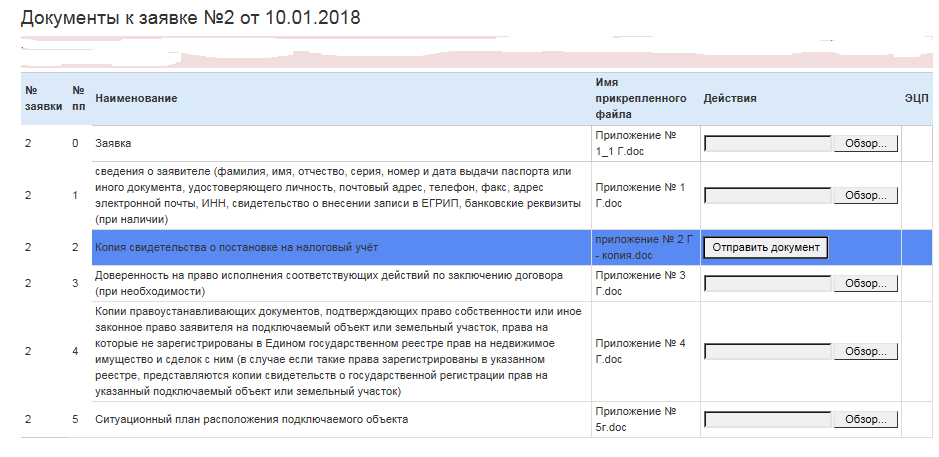 Документы к заявке №2 от 10.01.2018
№ заявки
№ пп
Наименование
Имя прикрепленного файла
Действия
ЭЦП
2
0
Заявка
Приложение №
1_1 Г.doc
Обзор...
2
1
сведения о заявителе (фамилия, имя, отчество, серия, номер и дата выдачи паспорта или
иного документа, удостоверяющего личность, почтовый адрес, телефон, факс, адрес
электронной почты, ИНН, свидетельство о внесении записи в ЕГРИП, банковские реквизиты
(при наличии)
Приложение № 1
Г.doc
Обзор...
2
2
Копия свидетельства о постановке на налоговый учёт
приложение № 2 Г
- копия.doc
Отправить документ
2
3
Доверенность на право исполнения соответствующих действий по заключению договора
(при необходимости)
Приложение № 3
Г.doc
Обзор...
2
4
Копии правоустанавливающих документов, подтверждающих право собственности или иное
законное право заявителя на подключаемый объект или земельный участок, права на
которые не зарегистрированы в Едином государственном реестре прав на недвижимое
имущество и сделок с ним (в случае если такие права зарегистрированы в указанном
реестре, представляются копии свидетельств о государственной регистрации прав на
указанный подключаемый объект или земельный участок)
Приложение № 4
Г.doc
Обзор...
2
5
Ситуационный план расположения подключаемого объекта
Приложение №
5г.doc
Обзор...